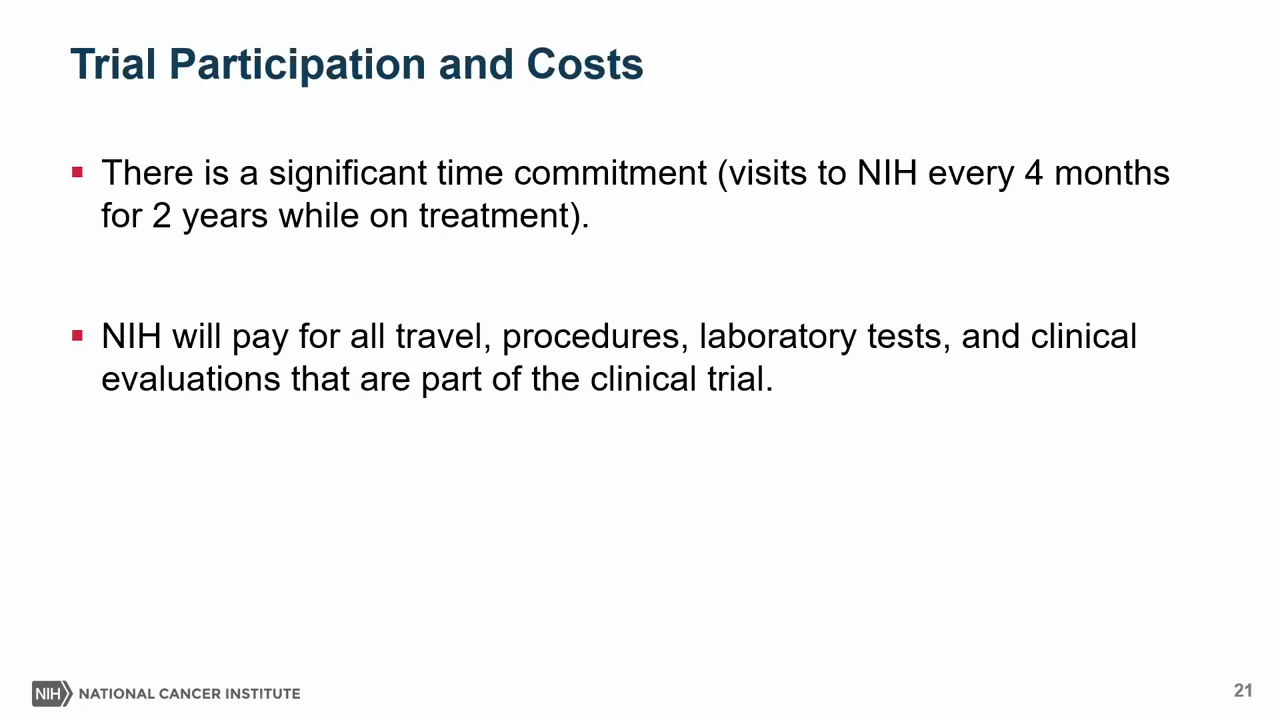 Trial Participation and Costs
▪ There is a significant time commitment (visits to NIH every 4 months
for 2 years while on treatment).
▪ NIH will pay for all travel, procedures, laboratory tests, and clinical
evaluations that are part of the clinical trial.
NIH NATIONAL CANCER INSTITUTE
21